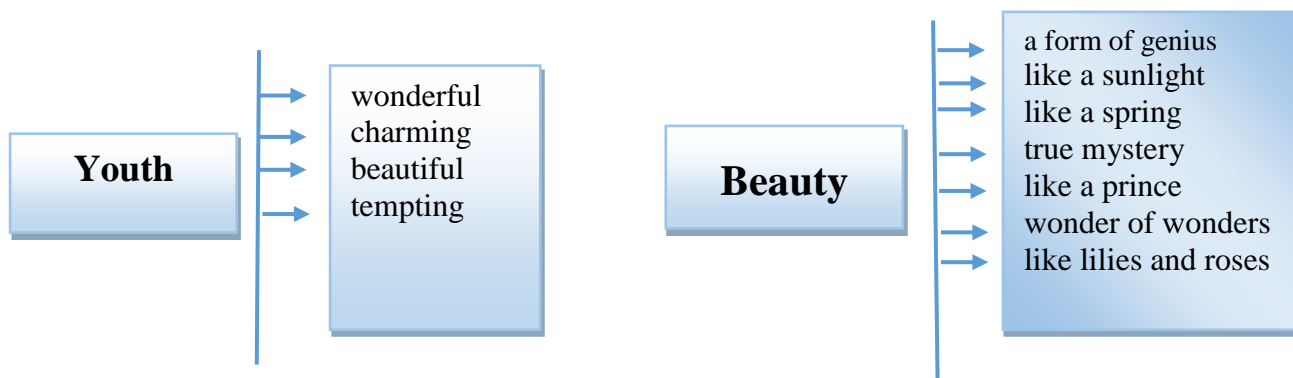 Youth
wonderful
charming
beautiful
tempting
Beauty
a form of genius
like a sunlight
like a spring
true mystery
like a prince
wonder of wonders
like lilies and roses